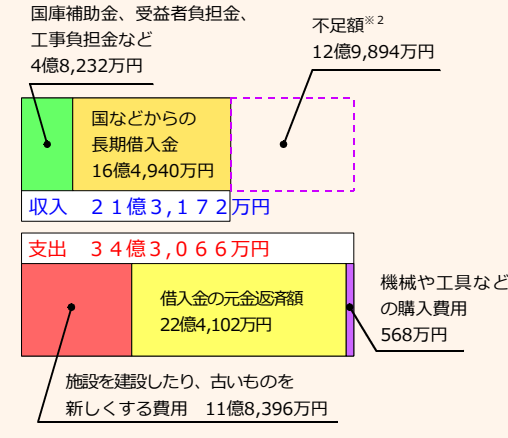 国庫補助金、受益者負担金、
工事負担金など
4億8,232万円
不足額※2
12億9,894万円
国などからの
長期借入金
16億4,940万円
収入 21億3,172万円
支出 34億3,066万円
借入金の元金返済額
22億4,102万円
機械や工具など
の購入費用
568万円
施設を建設したり、古いものを
新しくする費用 11億8,396万円